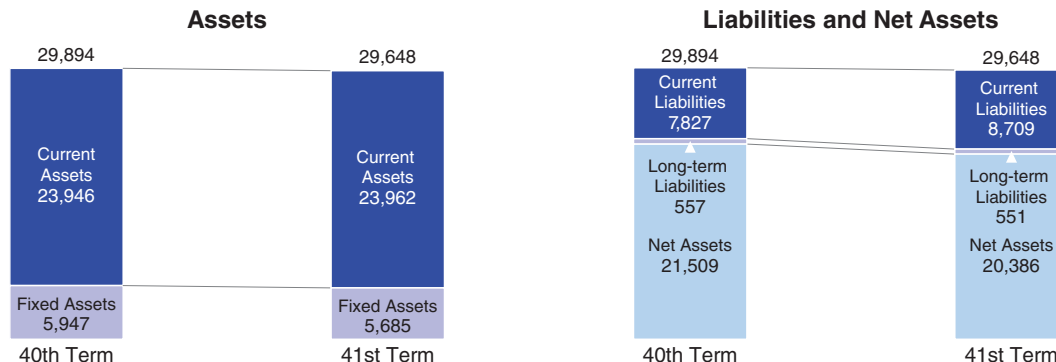 Assets
29,894
Current
Assets
23,946
Fixed Assets
5,947
40th Term
29,648
Current
Assets
23,962
Fixed Assets
5,685
41st Term
Liabilities and Net Assets
29,894
Current
Liabilities
7,827
Long-term
Liabilities
557
Net Assets
21,509
40th Term
29,648
Current
Liabilities
8,709
Long-term
Liabilities
551
Net Assets
20,386
41st Term